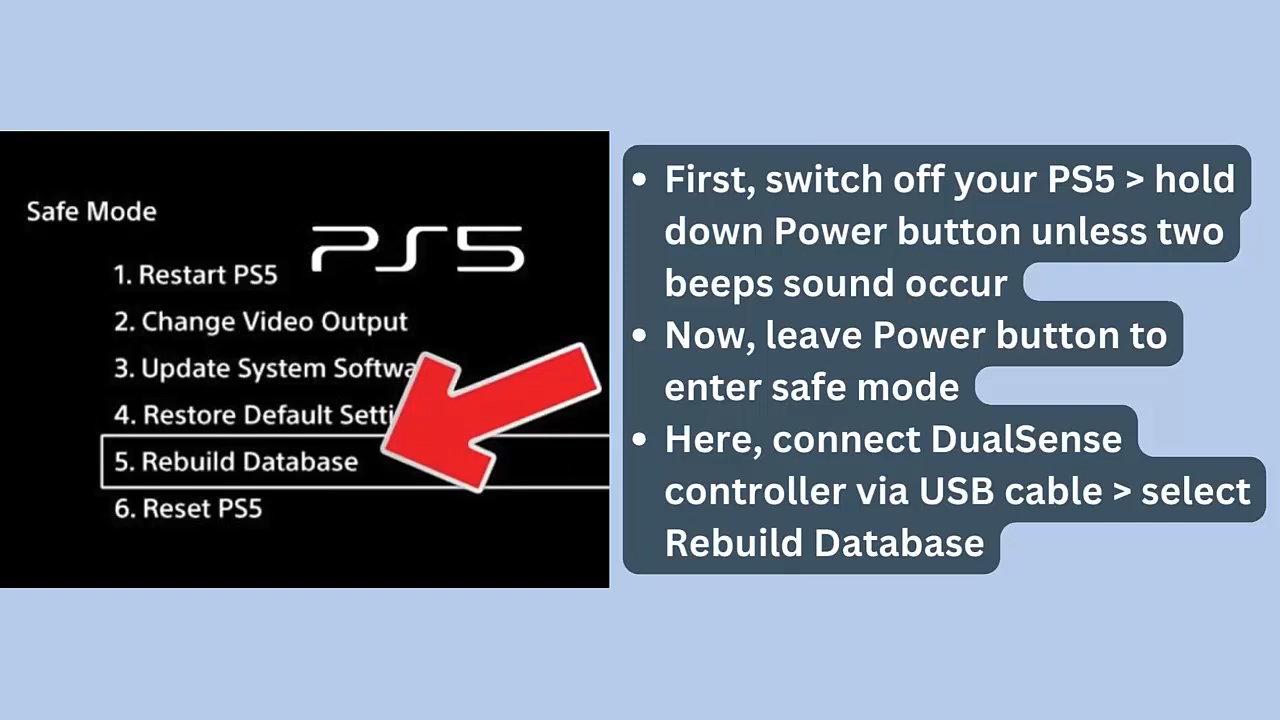 Safe Mode
PS5
1. Restart PS5
2. Change Video Output
3. Update System Softwa
4. Restore Default Setti
5. Rebuild Database
6. Reset PS5
• First, switch off your PS5 > hold
down Power button unless two
beeps sound occur
• Now, leave Power button to
enter safe mode
• Here, connect DualSense
controller via USB cable > select
Rebuild Database